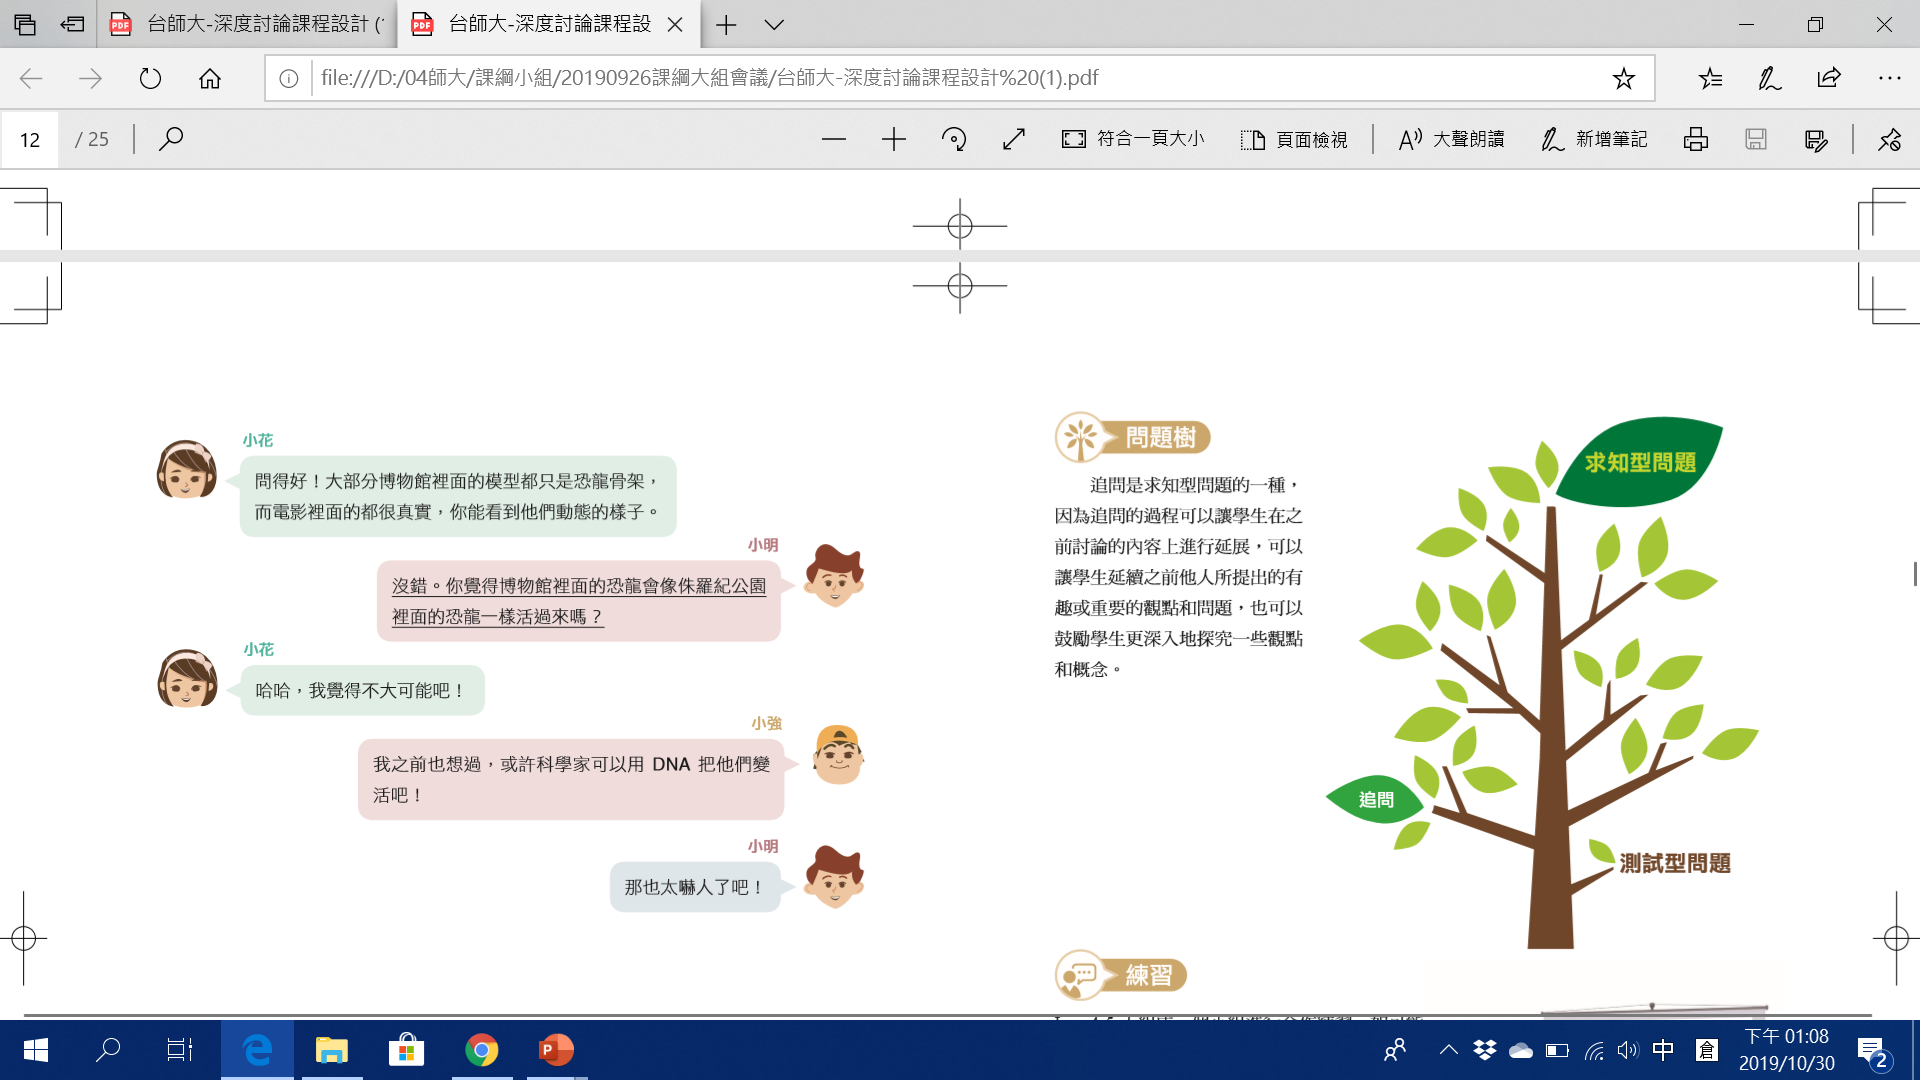 台師大-深度討論課程設計 (
台師大-深度討論課程設
file:///D:/04師大/課綱小組/20190926課綱大組會議/台師大-深度討論課程設計%20(1).pdf
12 / 25
符合一頁大小
頁面檢視
大聲朗讀
新增筆記
小花
問得好！大部分博物館裡面的模型都只是恐龍骨架，
而電影裡面的都很真實，你能看到他們動態的樣子。
小明
沒錯。你覺得博物館裡面的恐龍會像侏羅紀公園
裡面的恐龍一樣活過來嗎？
小花
哈哈，我覺得不大可能吧！
小強
我之前也想過，或許科學家可以用 DNA 把他們變
活吧！
小明
那也太嚇人了吧！
問題樹
追問是求知型問題的一種，
因為追問的過程可以讓學生在之
前討論的內容上進行延展，可以
讓學生延續之前他人所提出的有
趣或重要的觀點和問題，也可以
鼓勵學生更深入地探究一些觀點
和概念。
求知型問題
追問
測試型問題
練習
中
倉
下午 01:08
2019/10/30
2